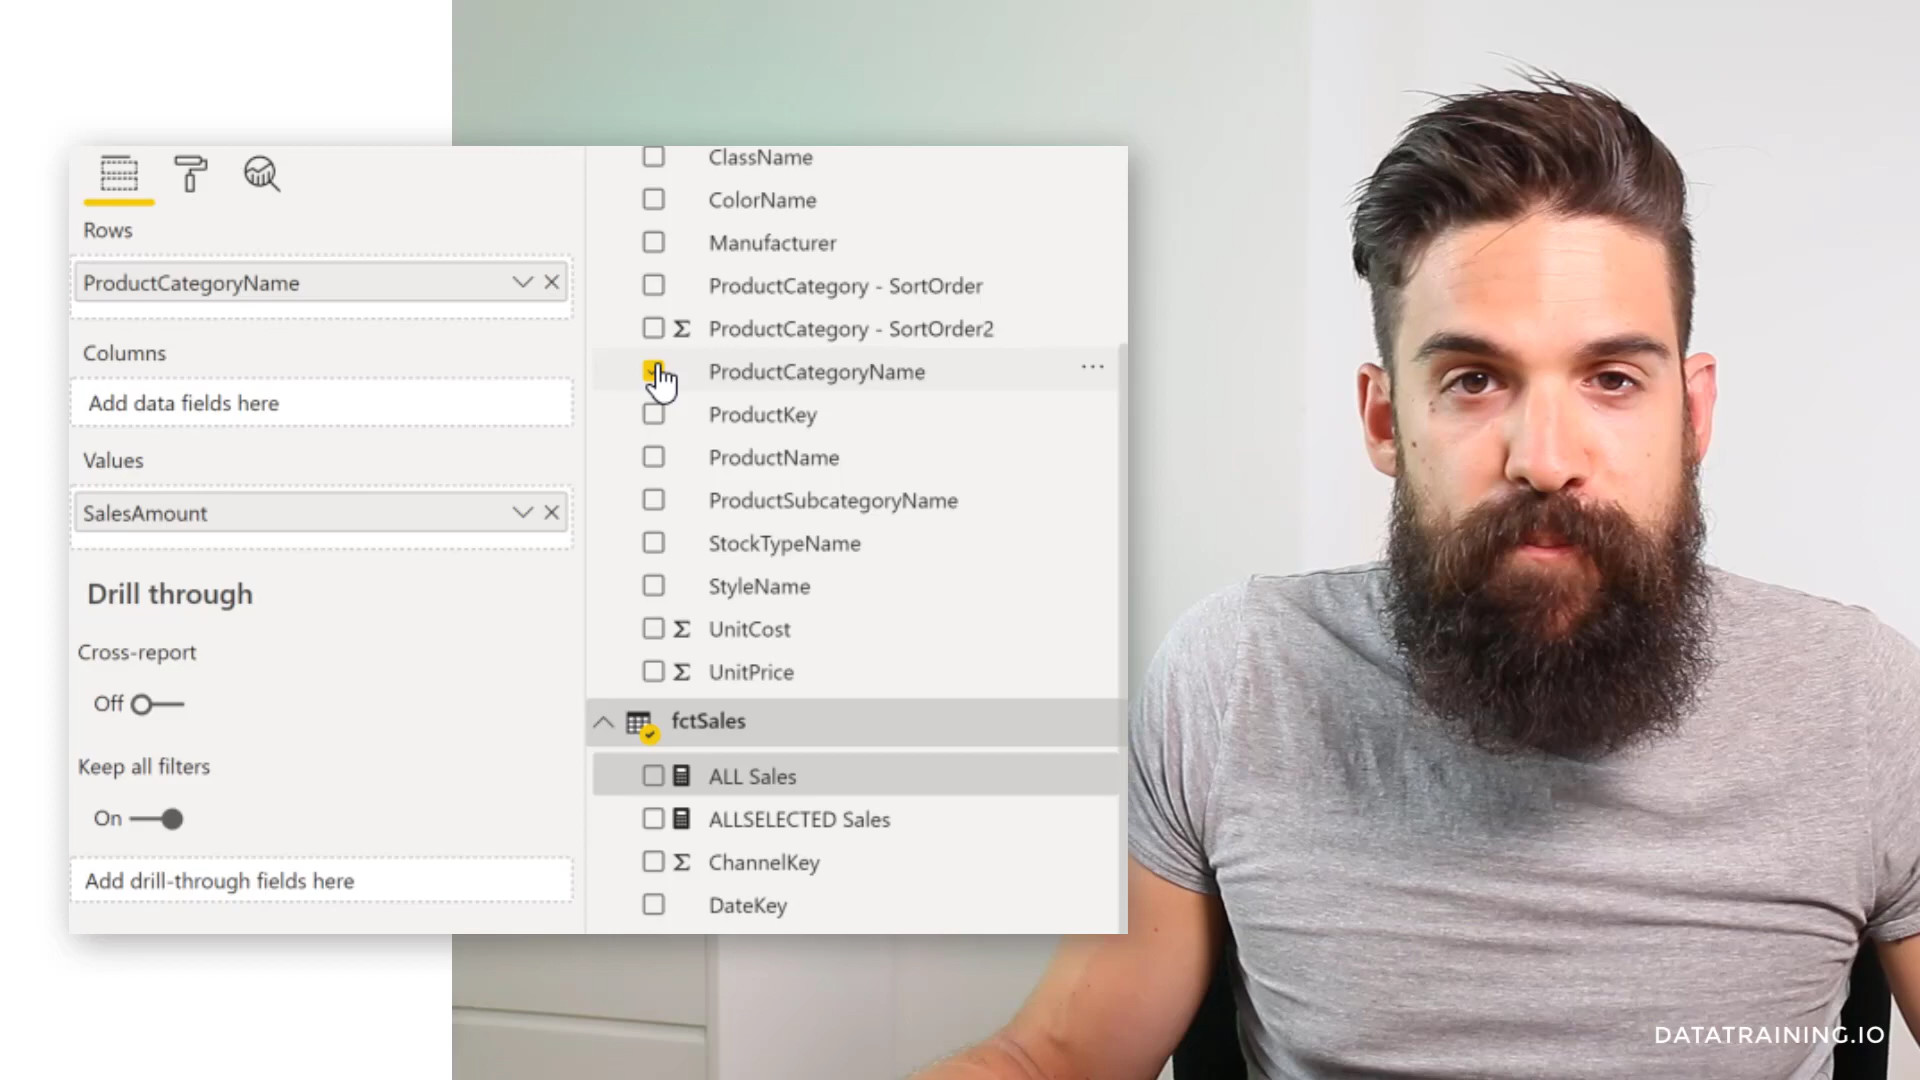 Rows
ProductCategoryName
Columns
Add data fields here
Values
SalesAmount
Drill through
Cross-report
Off
Keep all filters
On
Add drill-through fields here
ClassName
ColorName
Manufacturer
ProductCategory - SortOrder
Σ ProductCategory - SortOrder2
ProductCategoryName ...
ProductKey
ProductName
ProductSubcategoryName
StockTypeName
StyleName
Σ UnitCost
Σ UnitPrice
fctSales
ALL Sales
ALLSELECTED Sales
Σ ChannelKey
DateKey
DATATRAINING.IO